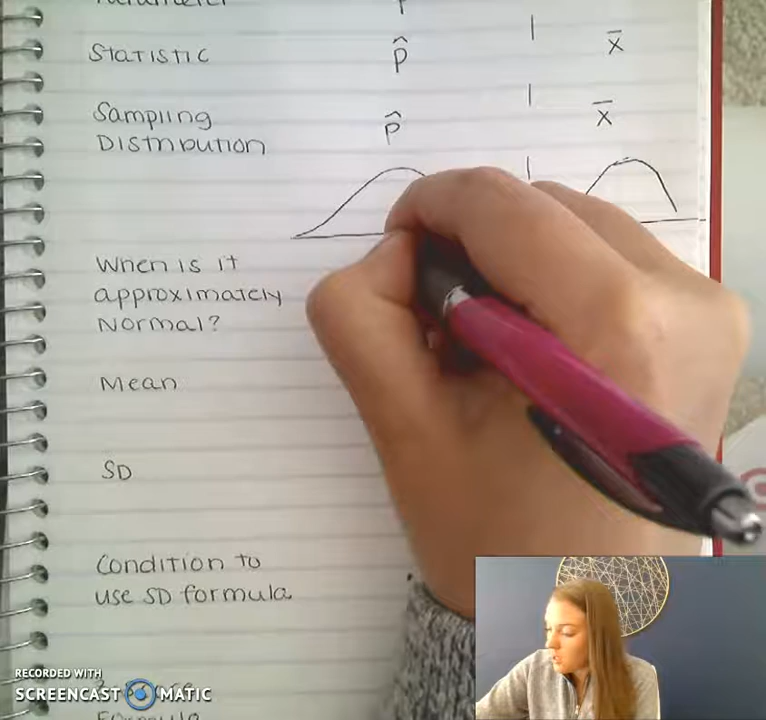 Statistic p̂ | x̄
Sampling p̂ | x̄
Distribution
When is it
approximately
Normal?
Mean
SD
Condition to
use SD formula
Formula
RECORDED WITH
SCREENCAST MATIC